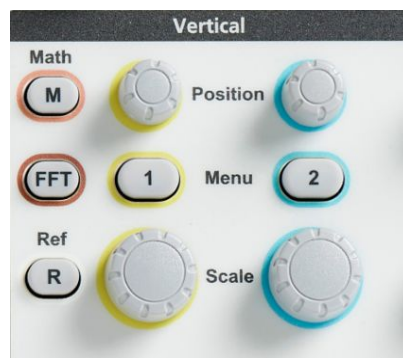 Vertical
Math
M
Position
FFT
1
Menu
2
Ref
R
Scale